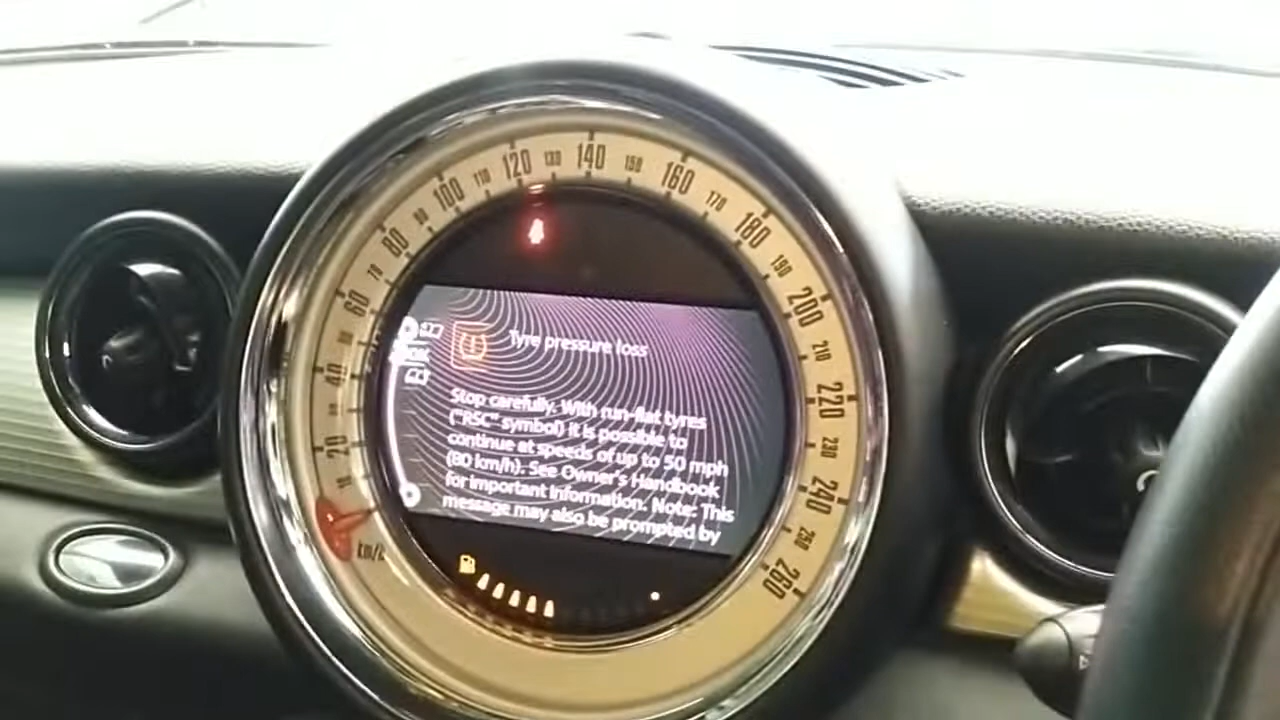 120 130 140 150 160 170 180 190 200 210 220 230 240 250 260
110 100 90 80 70 60 40 20 10
km/h
OK
Tyre pressure loss
Stop carefully. With run-flat tyres
("RSC" symbol) it is possible to
continue at speeds of up to 50 mph
(80 km/h). See Owner's Handbook
for important information. Note: This
message may also be prompted by